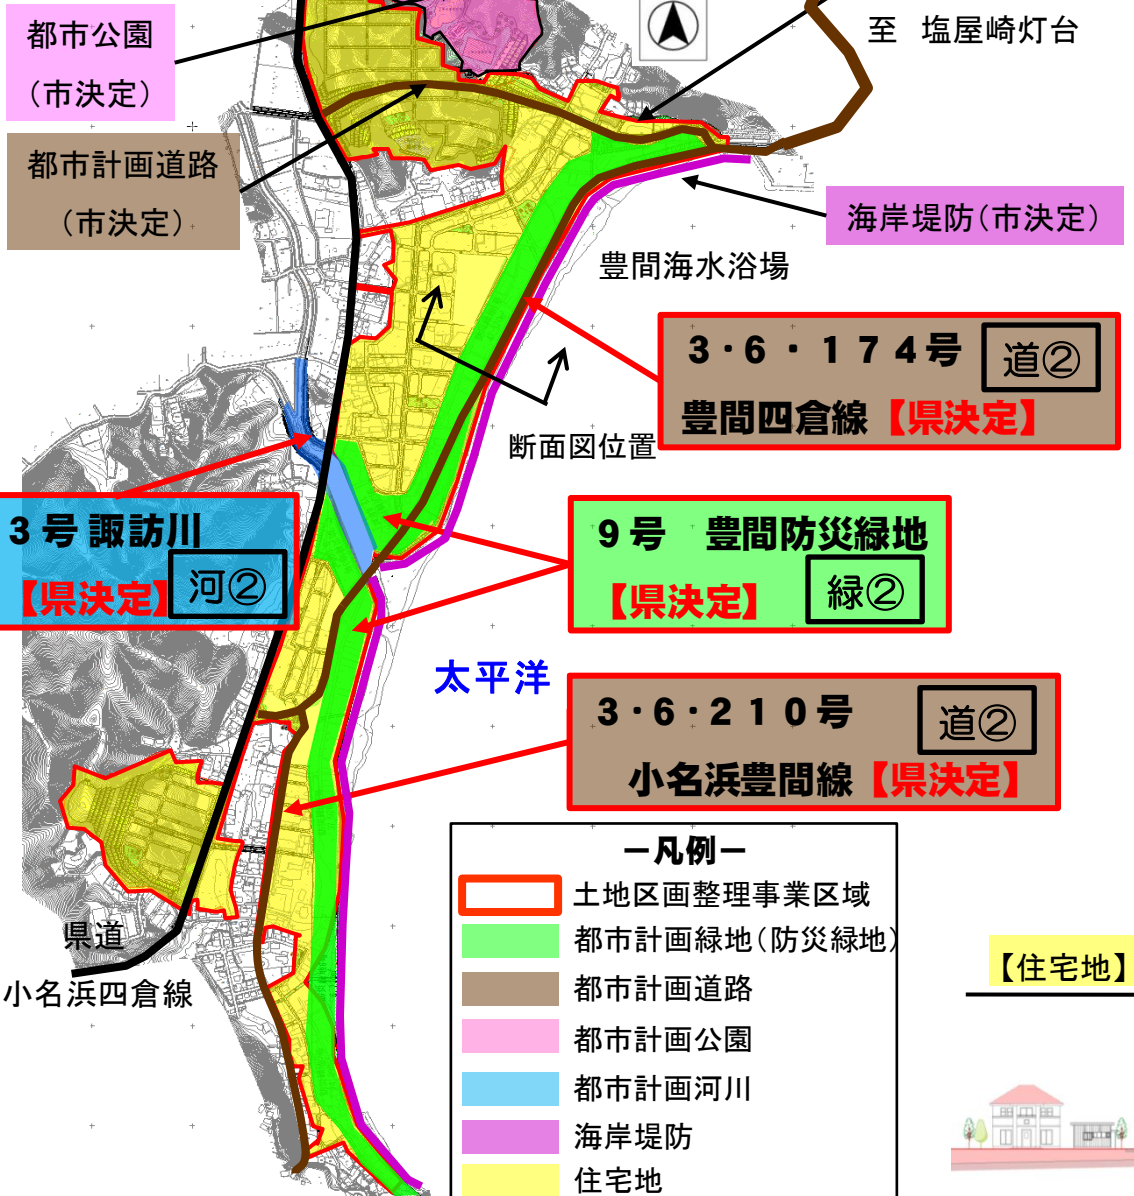 都市公園
(市決定)
至 塩屋崎灯台
都市計画道路
(市決定)
海岸堤防(市決定)
豊間海水浴場
3・6・174号 道②
豊間四倉線【県決定】
断面図位置
3号 諏訪川
【県決定】 河②
9号 豊間防災緑地
【県決定】 緑②
太平洋
3・6・210号 道②
小名浜豊間線【県決定】
県道
小名浜四倉線
－凡例－
土地区画整理事業区域
都市計画緑地(防災緑地)
都市計画道路
都市計画公園
都市計画河川
海岸堤防
住宅地
【住宅地】